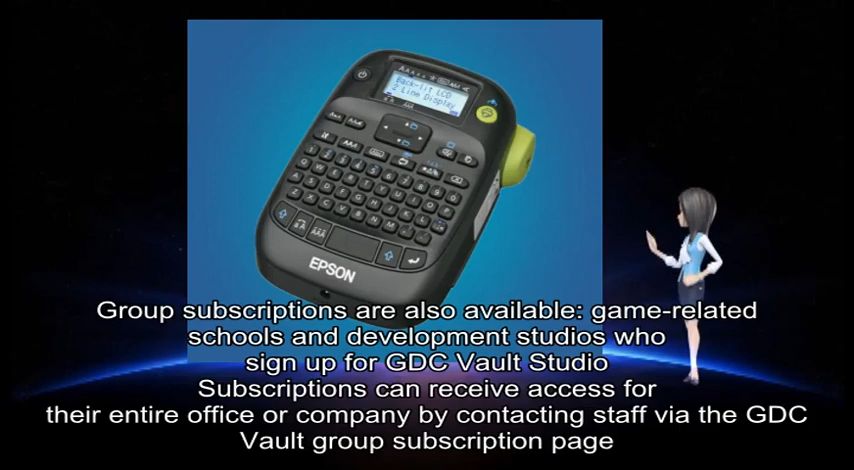 Back-lit LCD
2 Line Display
EPSON
Group subscriptions are also available: game-related
schools and development studios who
sign up for GDC Vault Studio
Subscriptions can receive access for
their entire office or company by contacting staff via the GDC
Vault group subscription page